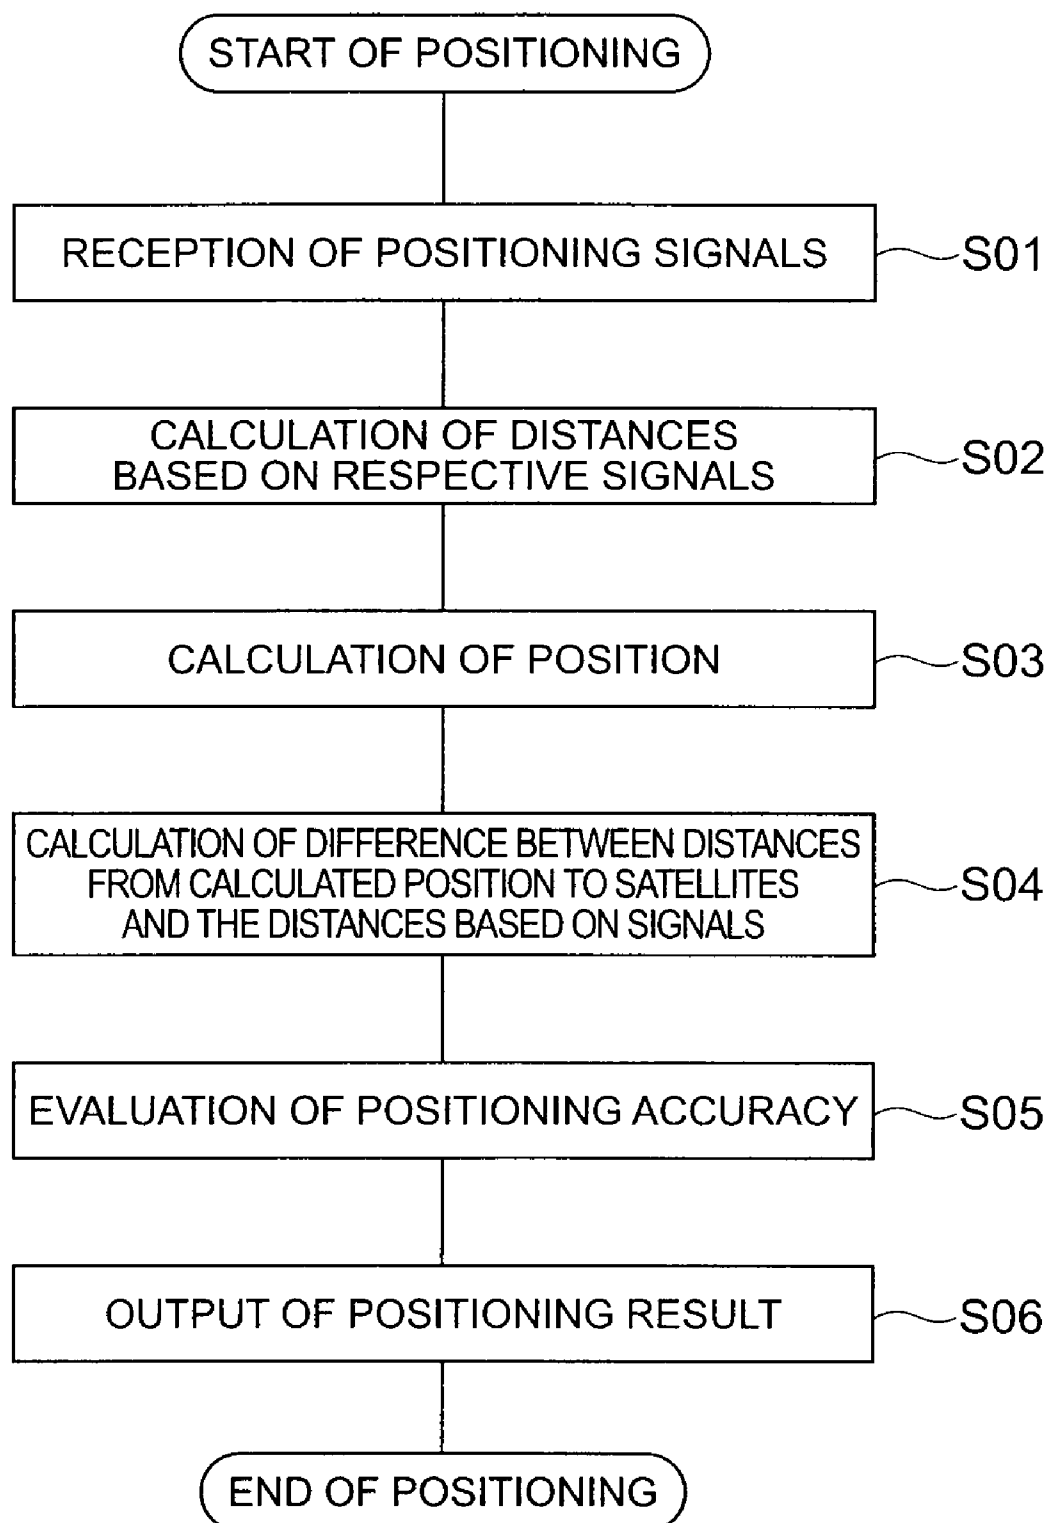 START OF POSITIONING
RECEPTION OF POSITIONING SIGNALS
S01
CALCULATION OF DISTANCES
BASED ON RESPECTIVE SIGNALS
S02
CALCULATION OF POSITION
S03
CALCULATION OF DIFFERENCE BETWEEN DISTANCES
FROM CALCULATED POSITION TO SATELLITES
AND THE DISTANCES BASED ON SIGNALS
S04
EVALUATION OF POSITIONING ACCURACY
S05
OUTPUT OF POSITIONING RESULT
S06
END OF POSITIONING